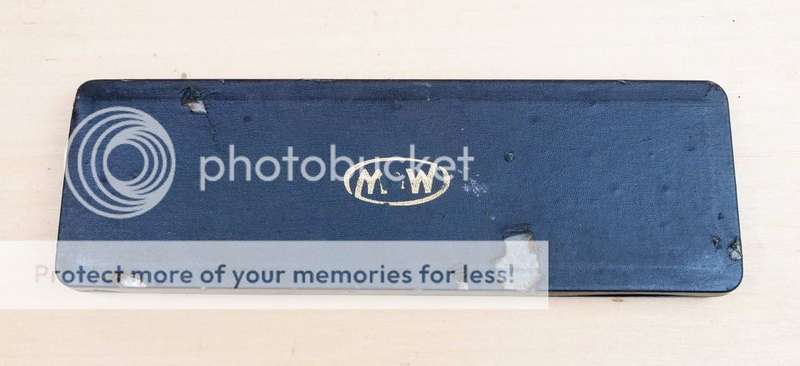 photobucket
M W
Protect more of your memories for less!